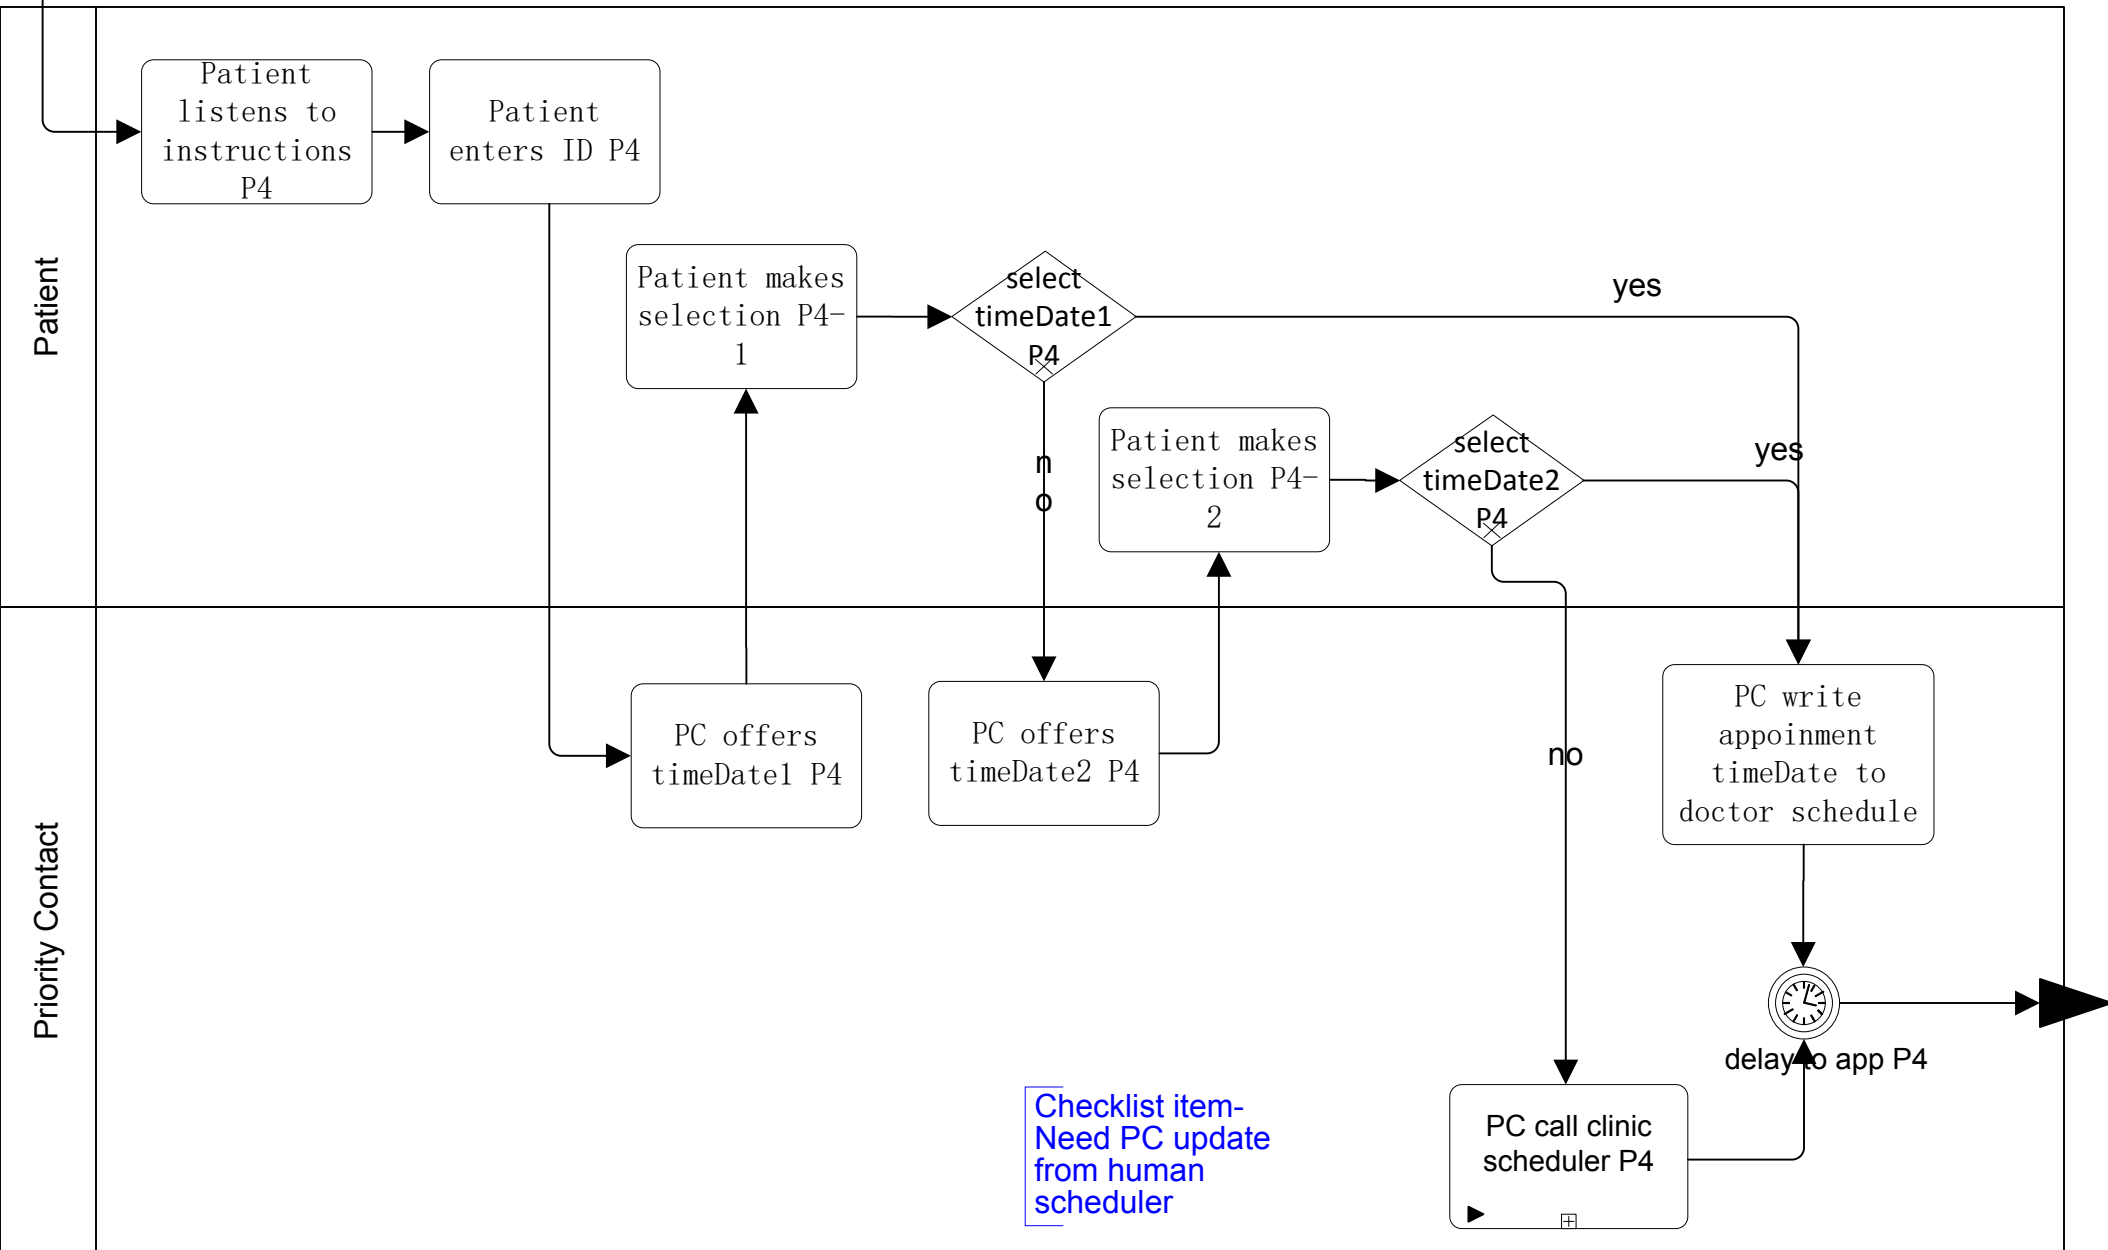 Patient
Patient
listens to
instructions
P4
Patient
enters ID P4
Patient makes
selection P4-
1
select
timeDate1
P4
yes
n
o
Patient makes
selection P4-
2
select
timeDate2
P4
yes
Priority Contact
PC offers
timeDate1 P4
PC offers
timeDate2 P4
no
PC write
appoinment
timeDate to
doctor schedule
delay to app P4
Checklist item-
Need PC update
from human
scheduler
PC call clinic
scheduler P4